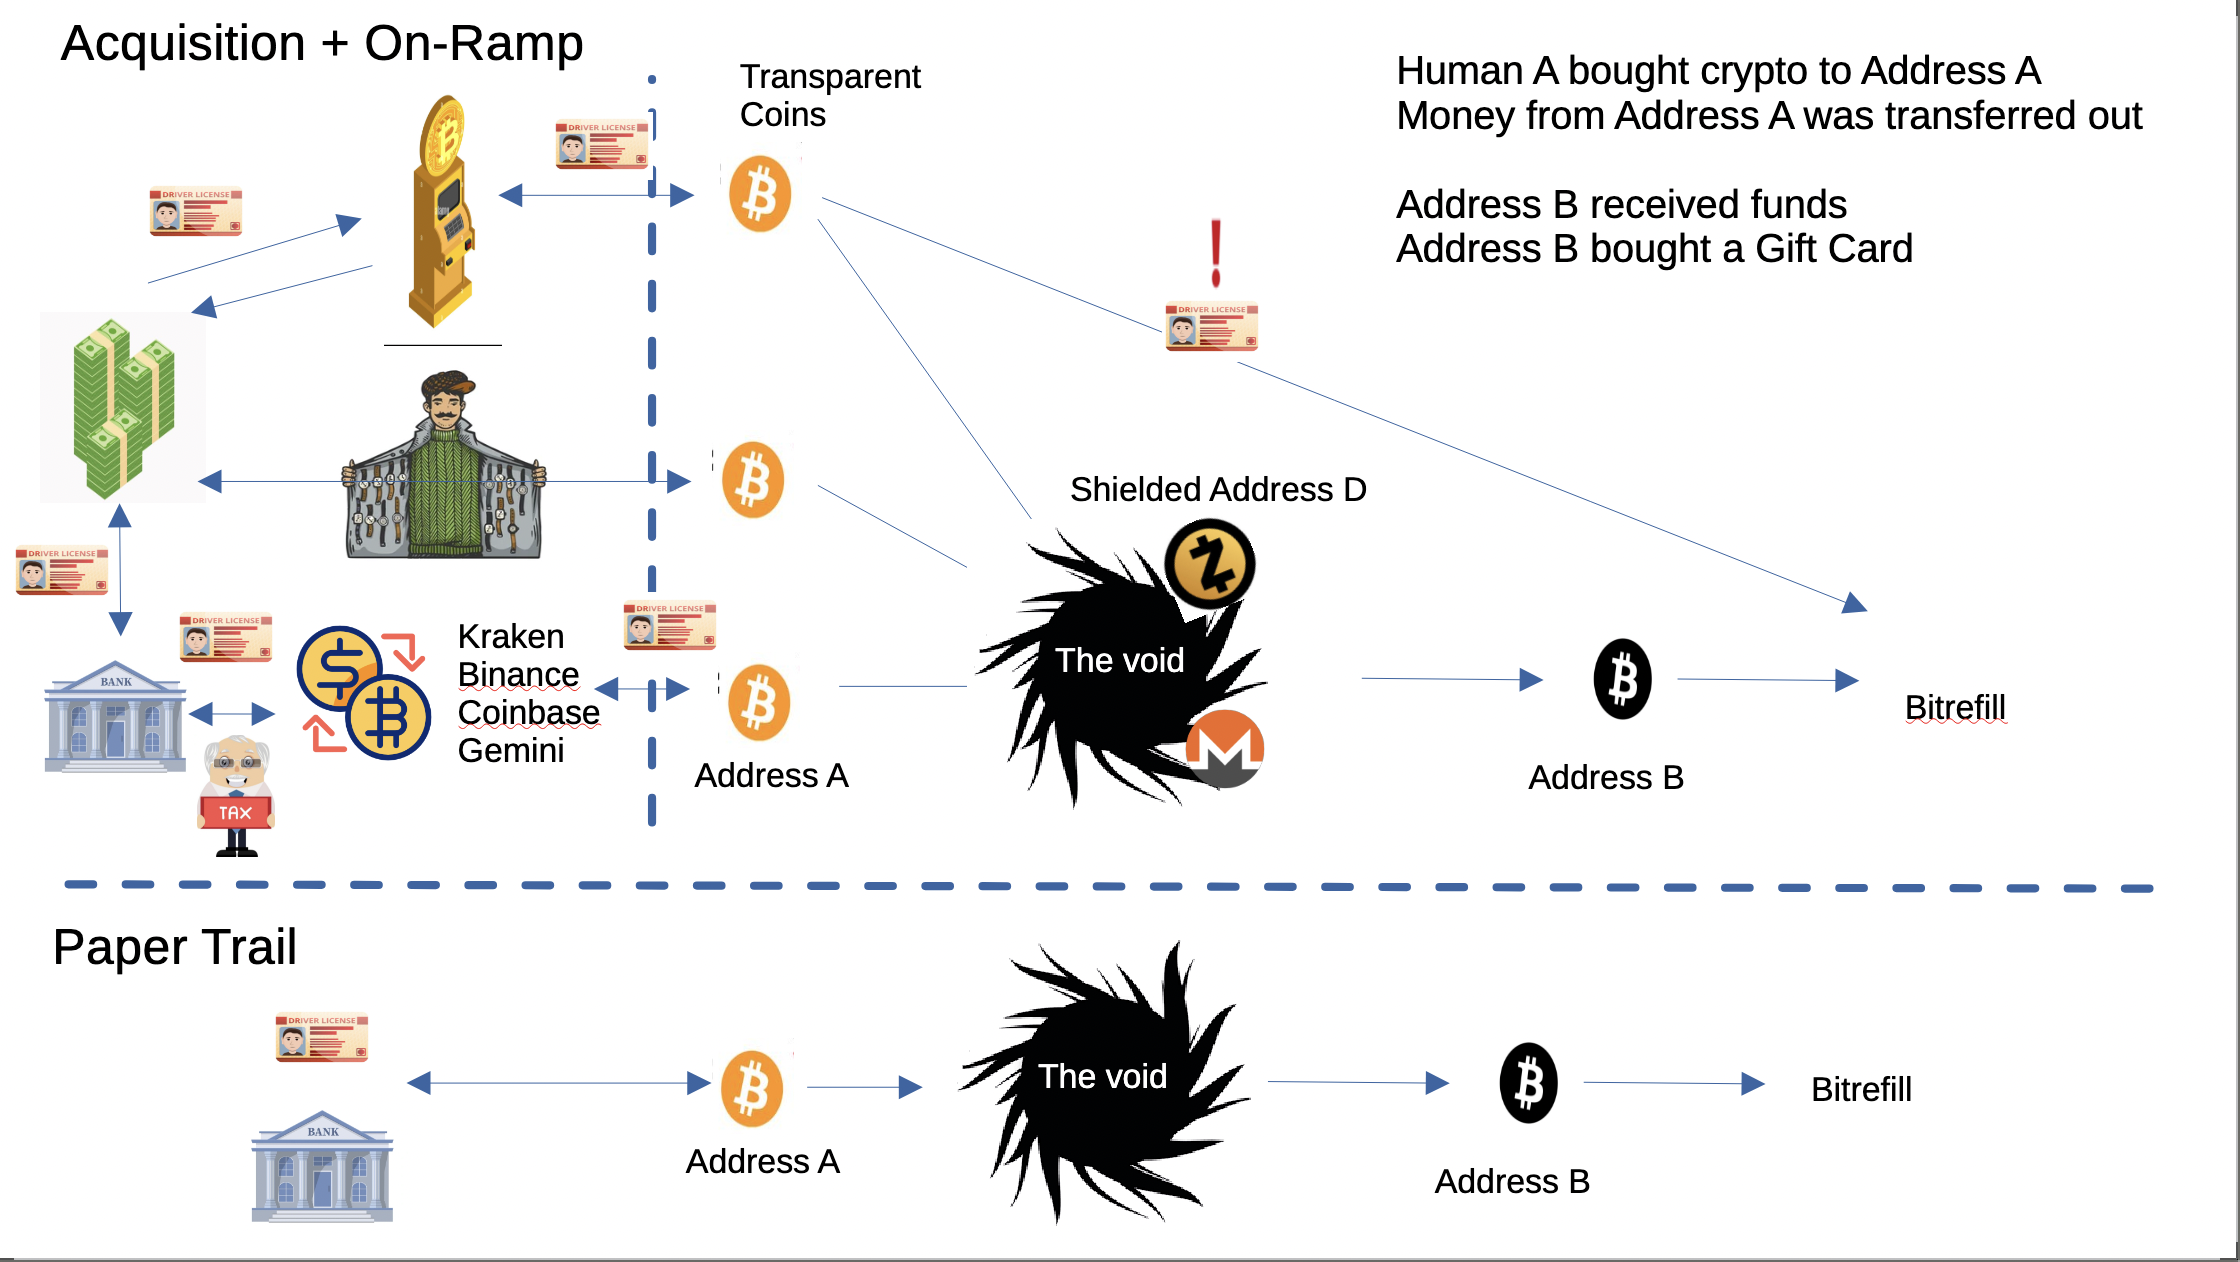 Acquisition + On-Ramp
Transparent
Coins
Human A bought crypto to Address A
Money from Address A was transferred out
Address B received funds
Address B bought a Gift Card
DRIVER LICENSE
DRIVER LICENSE
DRIVER LICENSE
Shielded Address D
DRIVER LICENSE
DRIVER LICENSE
DRIVER LICENSE
Kraken
Binance
Coinbase
Gemini
BANK
TAX
Address A
The void
Address B
Bitrefill
Paper Trail
DRIVER LICENSE
BANK
Address A
The void
Address B
Bitrefill